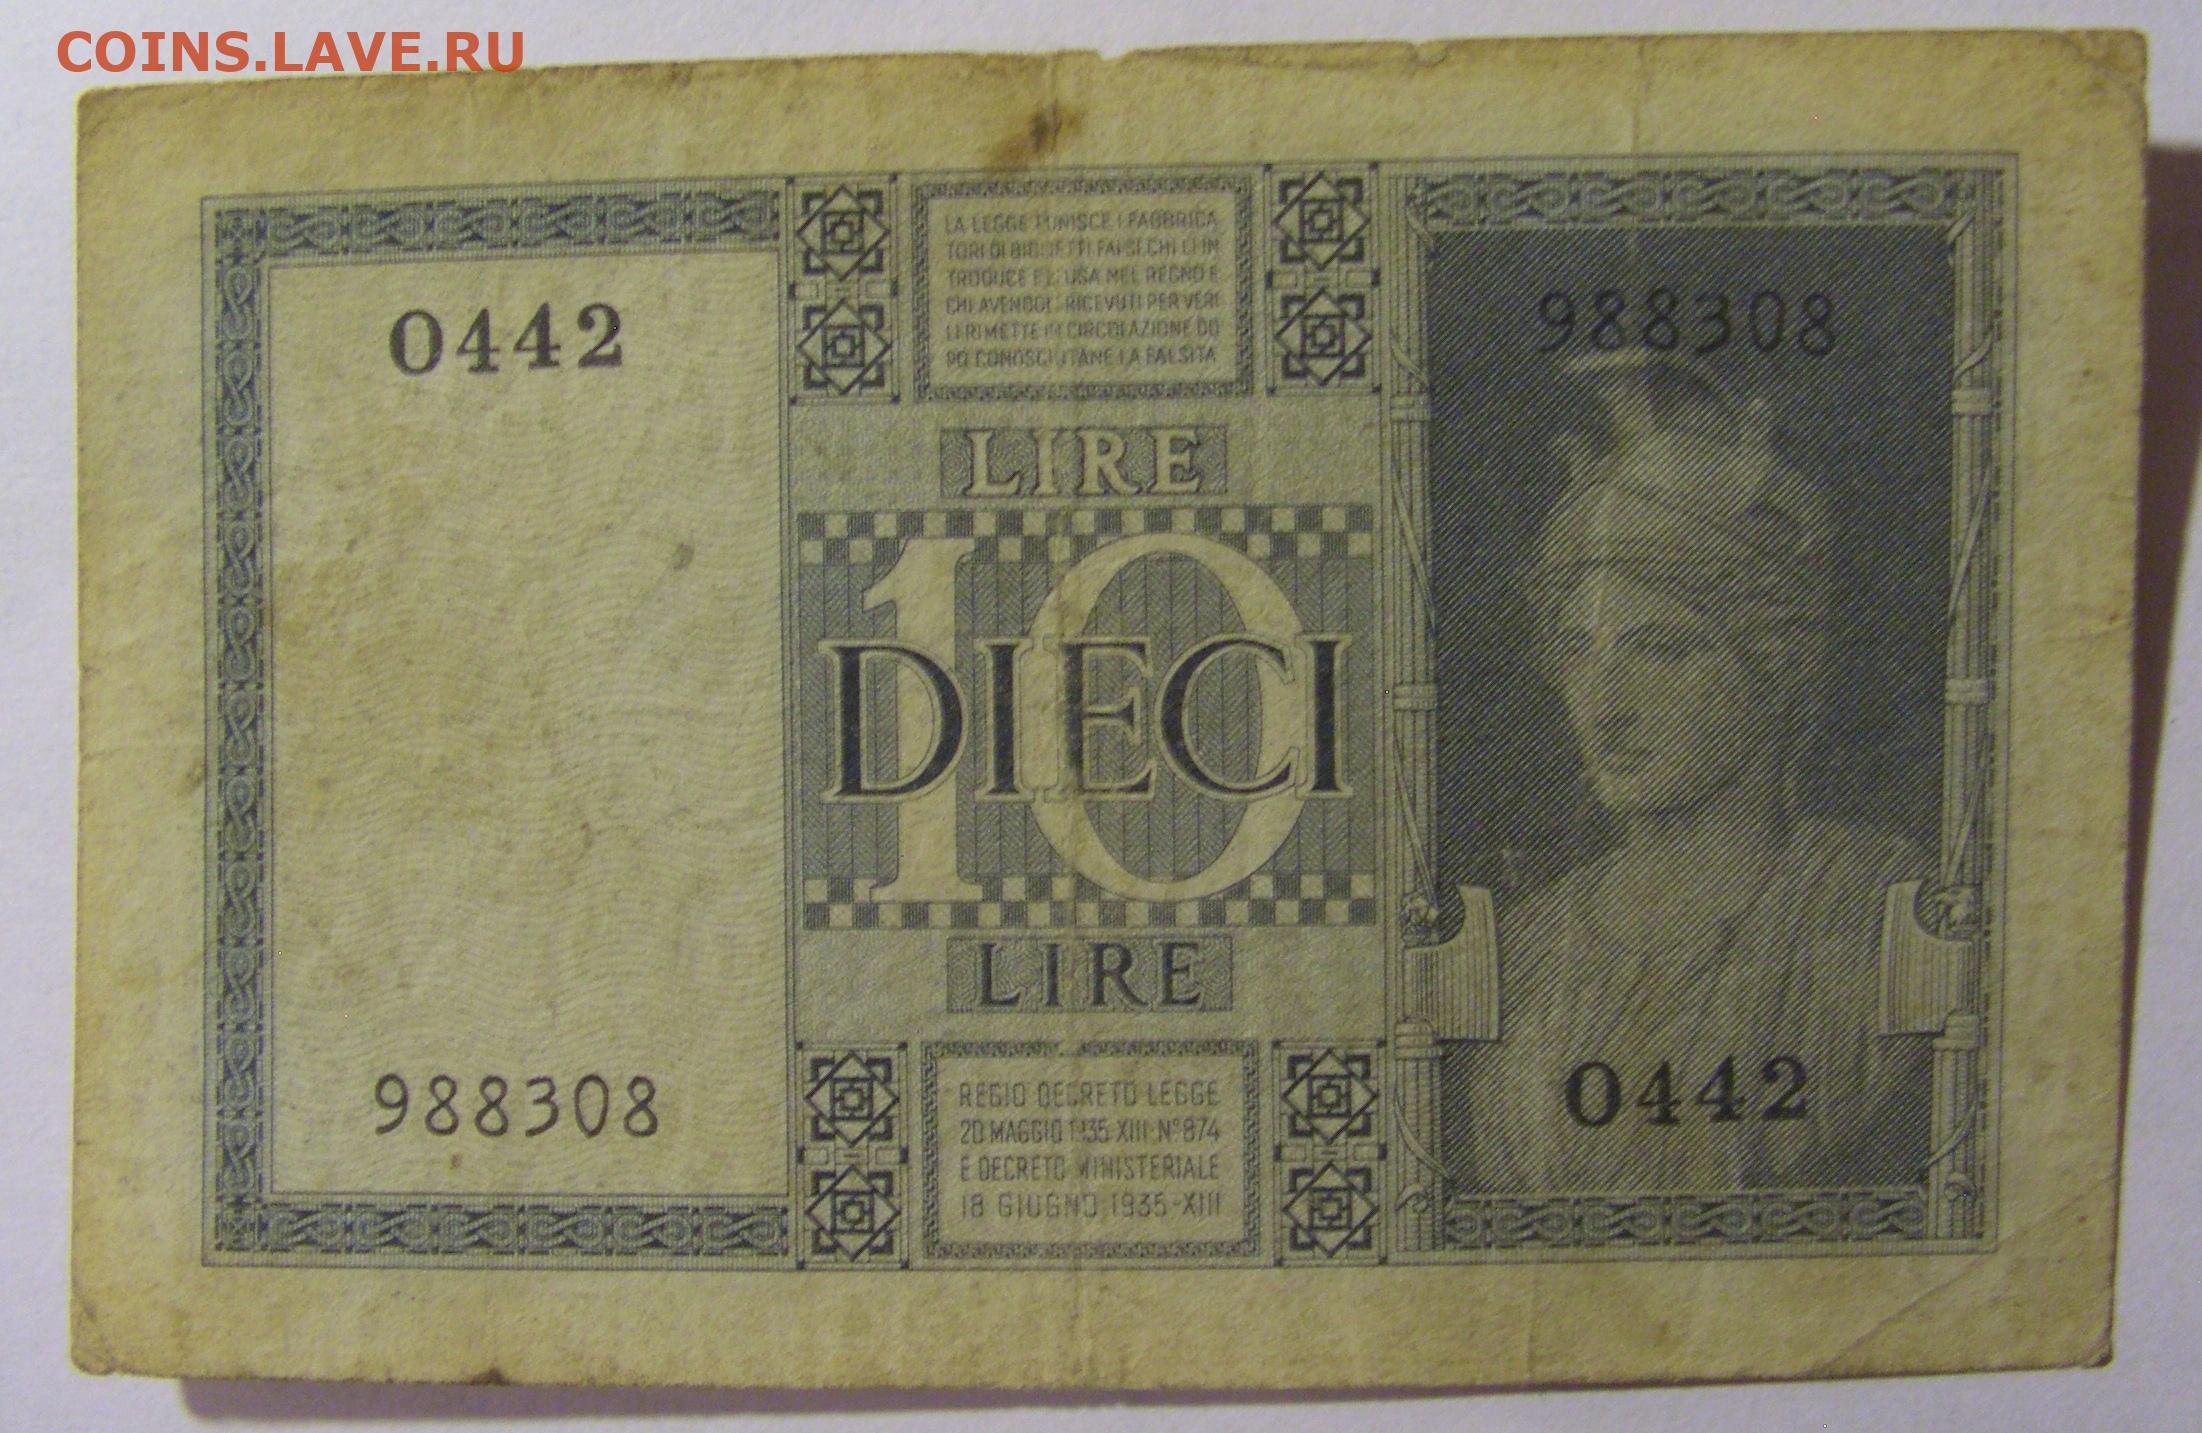 COINS.LAVE.RU
0442
988308
LA LEGGE PUNISCE I FABBRICA
TORI DI BIGLIETTI FALSI, CHI LI IN
TRODUCE E L'USA NEL REGNO E
CHI AVENDOLI RICEVUTI PER VERI
LI RIMETTE IN CIRCOLAZIONE DO
PO CONOSCIUTANE LA FALSITA
LIRE
10
DIECI
LIRE
REGIO DECRETO LEGGE
20 MAGGIO 1935 XIII N° 874
E DECRETO MINISTERIALE
18 GIUGNO 1935-XIII
988308
0442